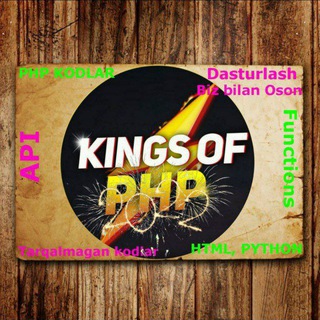 PHP KODLAR
Dasturlash
Biz bilan Oson
API
KINGS OF
PHP
Functions
Tarqalmagan kodlar
HTML, PYTHON